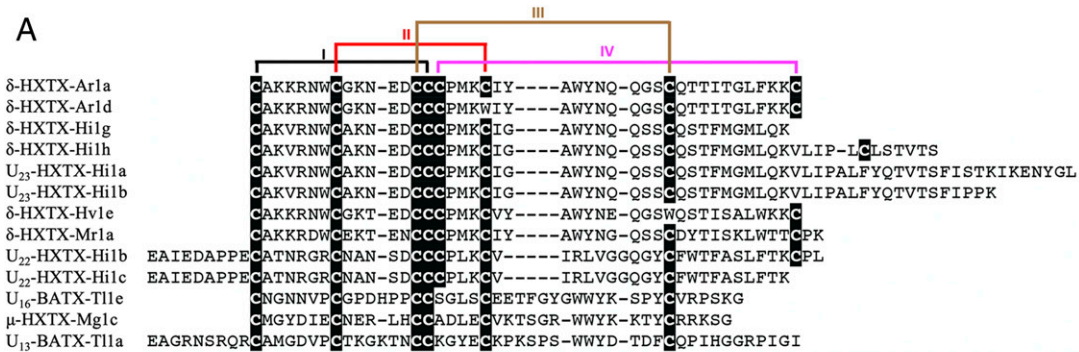 A
III
II
I
IV
δ-HXTX-Ar1a CAKKRNWCGKN-EDCCCPMKCIY----AWYNQ-QGSCQTTITGLFKKC
δ-HXTX-Ar1d CAKKRNWCGKN-EDCCCPMKWIY----AWYNQ-QGSCQTTITGLFKKC
δ-HXTX-Hi1g CAKVRNWCAKN-EDCCCPMKCIG----AWYNQ-QGSCQSTFMGMLQK
δ-HXTX-Hi1h CAKVRNWCAKN-EDCCCPMKCIG----AWYNQ-QSSCQSTFMGMLQKVLIP-LCLSTVTS
U23-HXTX-Hi1a CAKVRNWCAKN-EDCCCPMKCIG----AWYNQ-QGSCQSTFMGMLQKVLIPALFYQTVTSFISTKIKENYGL
U23-HXTX-Hi1b CAKVRNWCAKN-EDCCCPMKCIG----AWYNQ-QGSCQSTFMGMLQKVLIPALFYQTVTSFIPPK
δ-HXTX-Hv1e CAKKRNWCGKT-EDCCCPMKCVY----AWYNE-QGSWQSTISALWKKC
δ-HXTX-Mr1a CAKKRDWCEKT-ENCCCPMKCIY----AWYNG-QSSCDYTISKLWTTCPK
U22-HXTX-Hi1b EAIEDAPPECATNRGRCNAN-SDCCCPLKCV------IRLVGGQGYCFWTFASLFTKCPL
U22-HXTX-Hi1c EAIEDAPPECATNRGRCNAN-SDCCCPLKCV------IRLVGGQGYCFWTFASLFTK
U16-BATX-Tl1e CNGNNVPCGPDHPPCCSGLSCEETFGYGWWYK-SPYCVRPSKG
μ-HXTX-Mg1c CMGYDIECNER-LHCCADLECVKTSGR-WWYK-KTYCRRKSG
U13-BATX-Tl1a EAGRNSRQRCAMGDVPCTKGKTNCCKGYECKPKSPS-WWYD-TDFCQPIHGGRPIGI